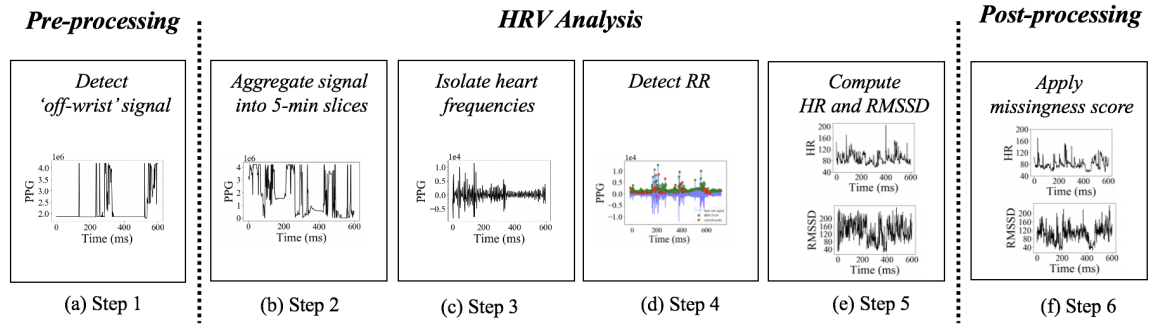 Pre-processing
HRV Analysis
Post-processing
Detect
‘off-wrist’ signal
1e6
4.0
3.5
3.0
2.5
2.0
PPG
0 200 400 600
Time (ms)
(a) Step 1
Aggregate signal
into 5-min slices
1e6
4
3
2
1
0
PPG
0 200 400 600
Time (ms)
(b) Step 2
Isolate heart
frequencies
1e4
1.0
0.5
0.0
−0.5
PPG
0 200 400 600
Time (ms)
(c) Step 3
Detect RR
1e4
1.0
0.5
0.0
−0.5
−1.0
PPG
0 200 400 600
Time (ms)
(d) Step 4
Compute
HR and RMSSD
200
160
120
80
40
HR
0 200 400 600
Time (ms)
200
160
120
80
40
RMSSD
0 200 400 600
Time (ms)
(e) Step 5
Apply
missingness score
200
160
120
80
40
HR
0 200 400 600
Time (ms)
200
160
120
80
40
RMSSD
0 200 400 600
Time (ms)
(f) Step 6